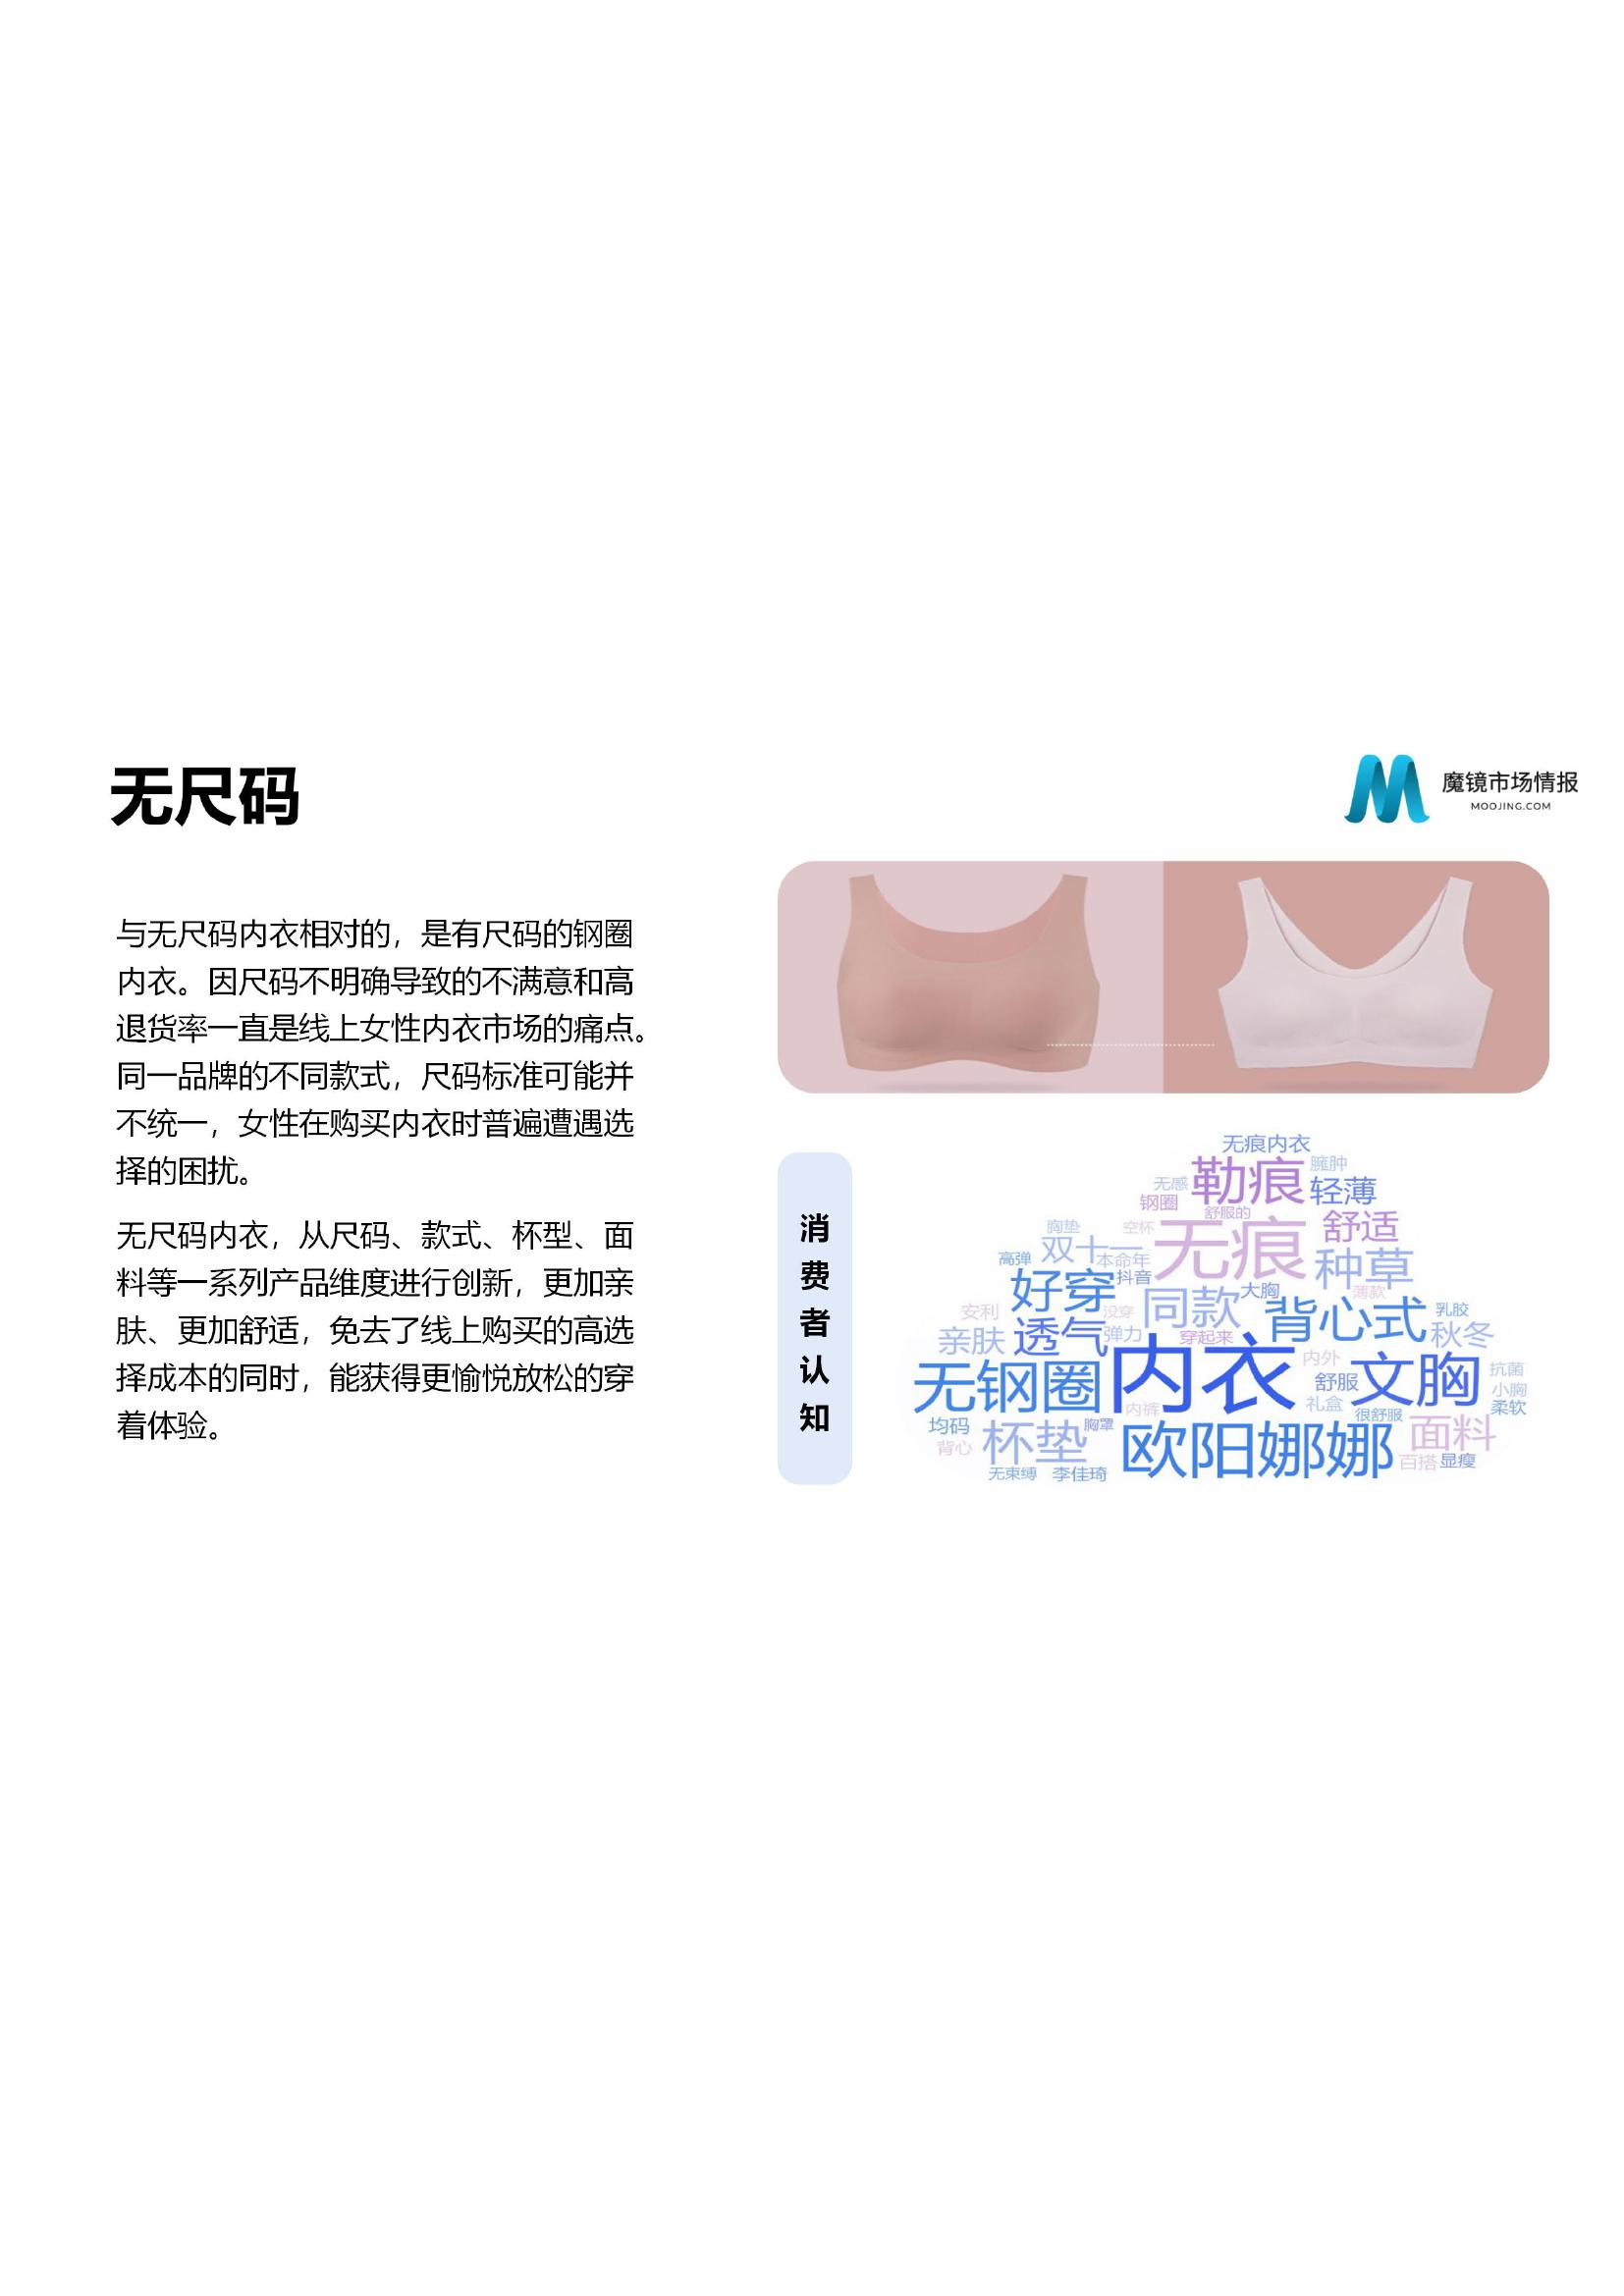 无尺码
魔镜市场情报
MOOJING.COM
与无尺码内衣相对的，是有尺码的钢圈
内衣。因尺码不明确导致的不满意和高
退货率一直是线上女性内衣市场的痛点。
同一品牌的不同款式，尺码标准可能并
不统一，女性在购买内衣时普遍遭遇选
择的困扰。
无尺码内衣，从尺码、款式、杯型、面
料等一系列产品维度进行创新，更加亲
肤、更加舒适，免去了线上购买的高选
择成本的同时，能获得更愉悦放松的穿
着体验。
消
费
者
认
知
无痕内衣
勒痕
臃肿
无感
轻薄
钢圈
舒服的
胸垫
空杯
无痕
舒适
双十一
高弹
本命年
种草
好穿
抖音
大胸
薄款
同款
背心式
乳胶
安利
没穿
亲肤
透气
弹力
穿起来
秋冬
无钢圈
内衣
内外
舒服
文胸
抗菌
小胸
礼盒
柔软
内裤
很舒服
均码
杯垫
胸罩
欧阳娜娜
面料
背心
百搭
显瘦
无束缚
李佳琦